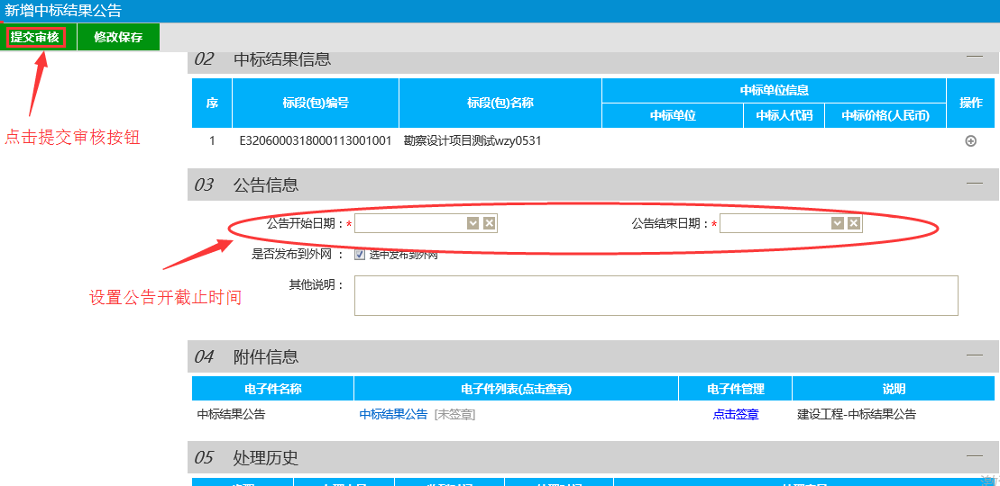 新增中标结果公告
提交审核 修改保存
02 中标结果信息
序 标段(包)编号 标段(包)名称 中标单位信息 操作
中标单位 中标人代码 中标价格(人民币)
1 E3206000318000113001001 勘察设计项目测试wzy0531
点击提交审核按钮
03 公告信息
公告开始日期：* 公告结束日期：*
是否发布到外网 ： 选中发布到外网
设置公告开截止时间
其他说明：
04 附件信息
电子件名称 电子件列表(点击查看) 电子件管理 说明
中标结果公告 中标结果公告 [未签章] 点击签章 建设工程-中标结果公告
05 处理历史